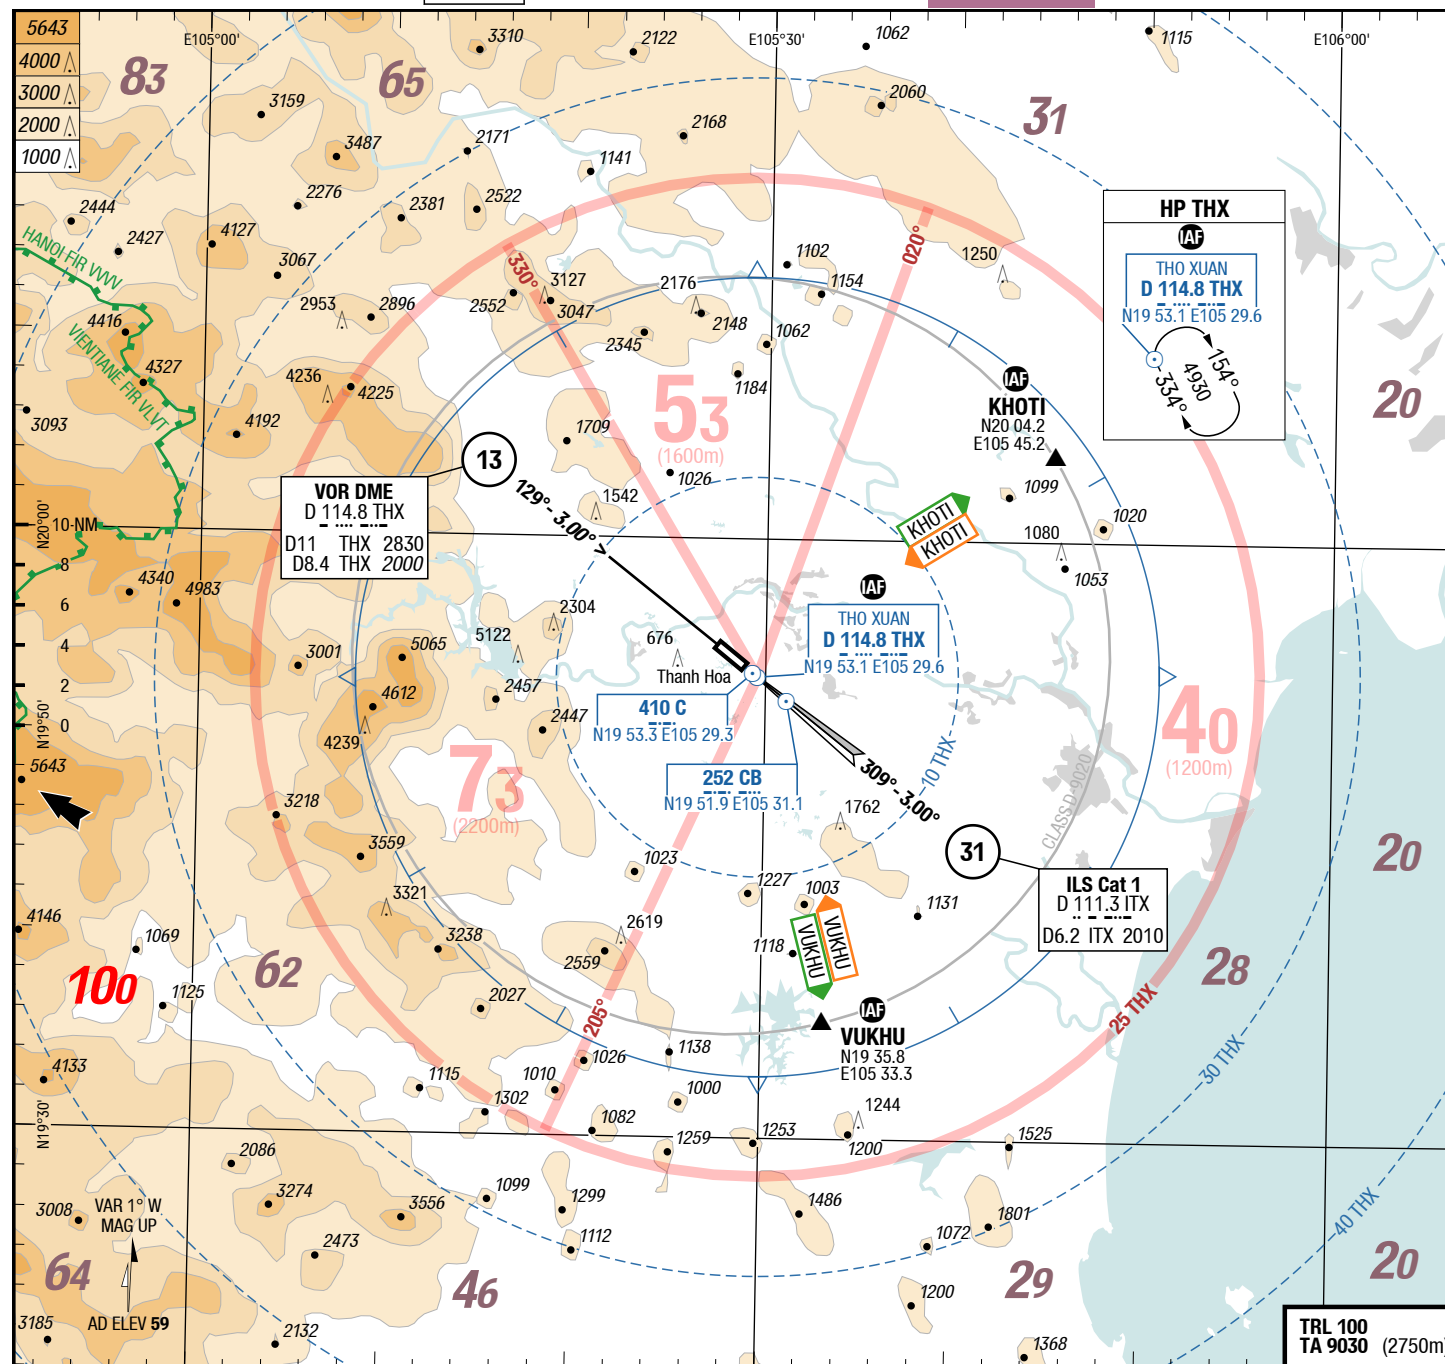 5643
4000
3000
2000
1000
E105°00'
E105°30'
E106°00'
83
65
31
3310
2122
1062
1115
3159
2060
2168
3487
2171
1141
2276
2381
2522
2444
2427
4127
3067
HANOI FIR VVVV
VIENTIANE FIR VLVT
330°
020°
1102
1250
1154
3127
2552
3047
2176
2148
2953
2896
2345
1062
1184
4416
4327
4236
4225
3093
4192
HP THX
IAF
THO XUAN
D 114.8 THX
N19 53.1 E105 29.6
154°
4930
334°
53
(1600m)
IAF
KHOTI
N20 04.2
E105 45.2
20
1709
1026
1542
1099
1020
1080
1053
13
129°- 3.00° >
VOR DME
D 114.8 THX
D11 THX 2830
D8.4 THX 2000
KHOTI
KHOTI
N20°00'
10-NM
8
6
4
2
0
N19°50'
4340
4983
3001
5065
5122
2304
676
4612
2457
2447
4239
Thanh Hoa
IAF
THO XUAN
D 114.8 THX
N19 53.1 E105 29.6
410 C
N19 53.3 E105 29.3
252 CB
N19 51.9 E105 31.1
10 THX
309°-3.00°
40
(1200m)
73
(2200m)
5643
3218
3559
3321
3238
1762
CLASS D-9020
31
ILS Cat 1
D 111.3 ITX
D6.2 ITX 2010
20
1023
1227
1003
1131
1118
2619
2559
VUKHU
VUKHU
4146
1069
100
1125
62
2027
28
25 THX
205°
IAF
VUKHU
N19 35.8
E105 33.3
1138
1026
1010
1000
1115
1302
1082
4133
N19°30'
30 THX
1244
1200
1253
1259
1525
2086
3274
3556
1099
1299
1112
1486
1801
1072
40 THX
3008
VAR 1° W
MAG UP
2473
64
46
29
20
1200
AD ELEV 59
3185
2132
1368
TRL 100
TA 9030 (2750m)